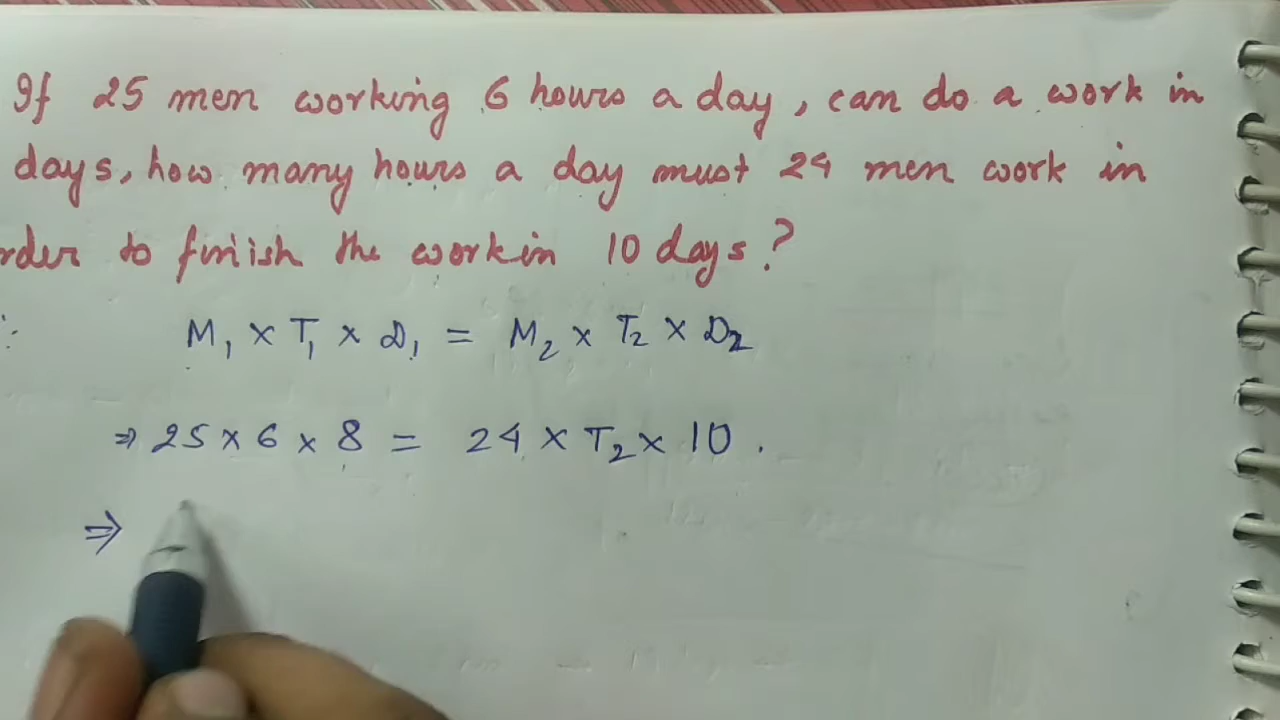 If 25 men working 6 hours a day, can do a work in
days, how many hours a day must 24 men work in
rder to finish the work in 10 days?
M₁ × T₁ × D₁ = M₂ × T₂ × D₂
⇒ 25 × 6 × 8 = 24 × T₂ × 10 .
⇒